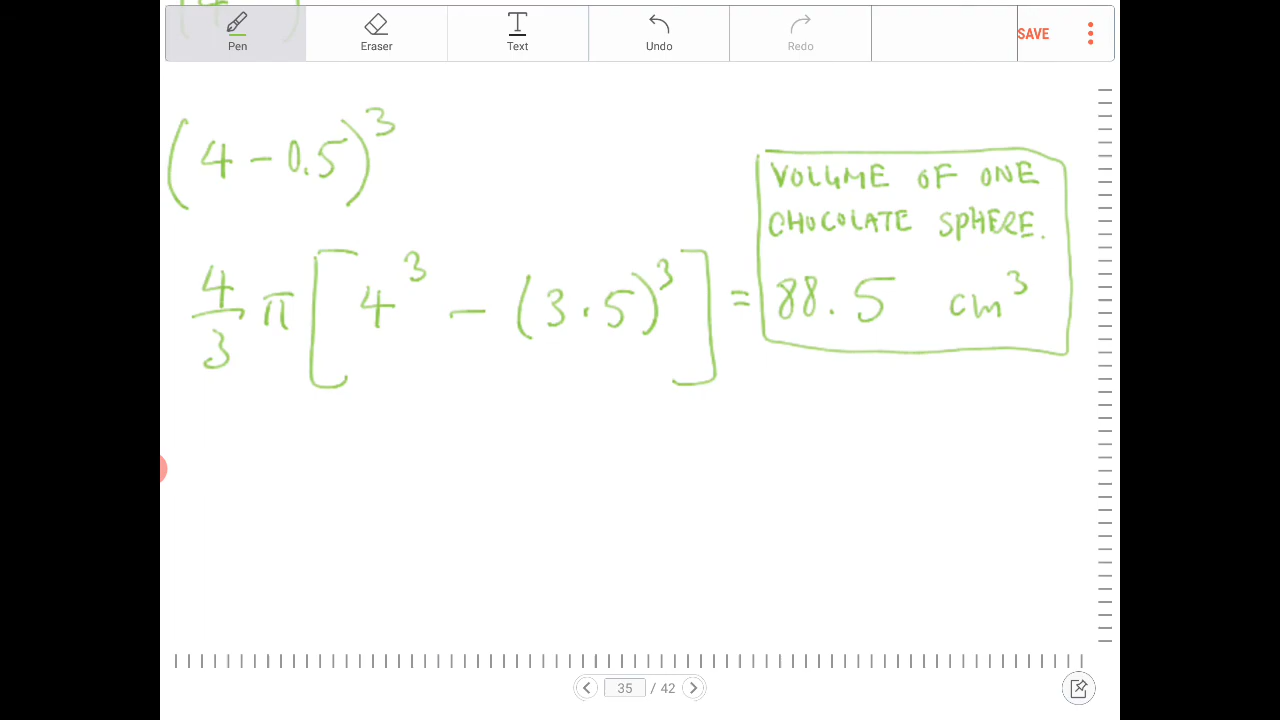 Pen Eraser Text Undo Redo SAVE
(4 - 0.5)³
VOLUME OF ONE
CHOCOLATE SPHERE.
4/3 π [4³ - (3.5)³] = 88.5 cm³
35 / 42